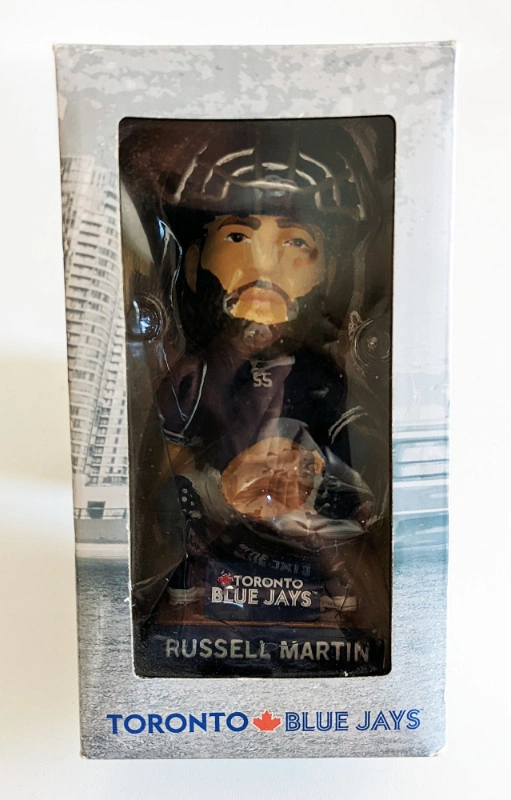 55
TORONTO
BLUE JAYS
RUSSELL MARTIN
TORONTO BLUE JAYS